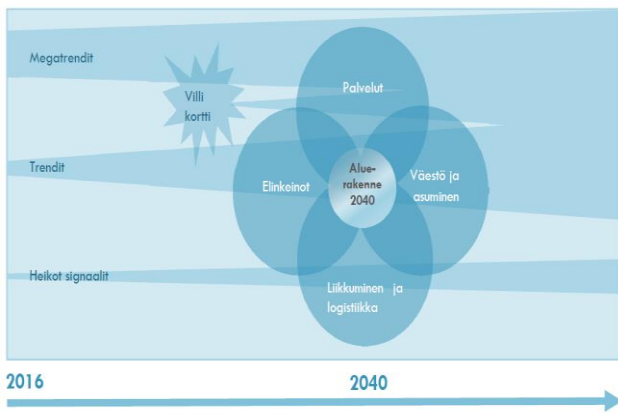 Megatrendit
Villi
kortti
Palvelut
Trendit
Elinkeinot
Alue-
rakenne
2040
Väestö ja
asuminen
Heikot signaalit
Liikkuminen ja
logistiikka
2016
2040